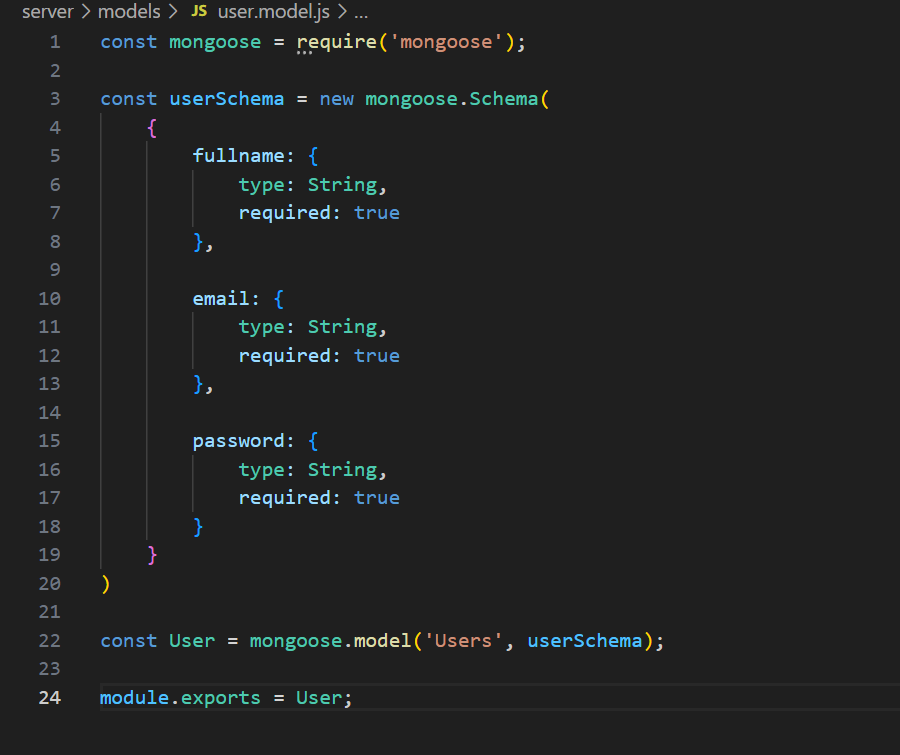 server > models > JS user.model.js > ...
1 const mongoose = require('mongoose');
2
3 const userSchema = new mongoose.Schema(
4     {
5         fullname: {
6             type: String,
7             required: true
8         },
9
10         email: {
11             type: String,
12             required: true
13         },
14
15         password: {
16             type: String,
17             required: true
18         }
19     }
20 )
21
22 const User = mongoose.model('Users', userSchema);
23
24 module.exports = User;